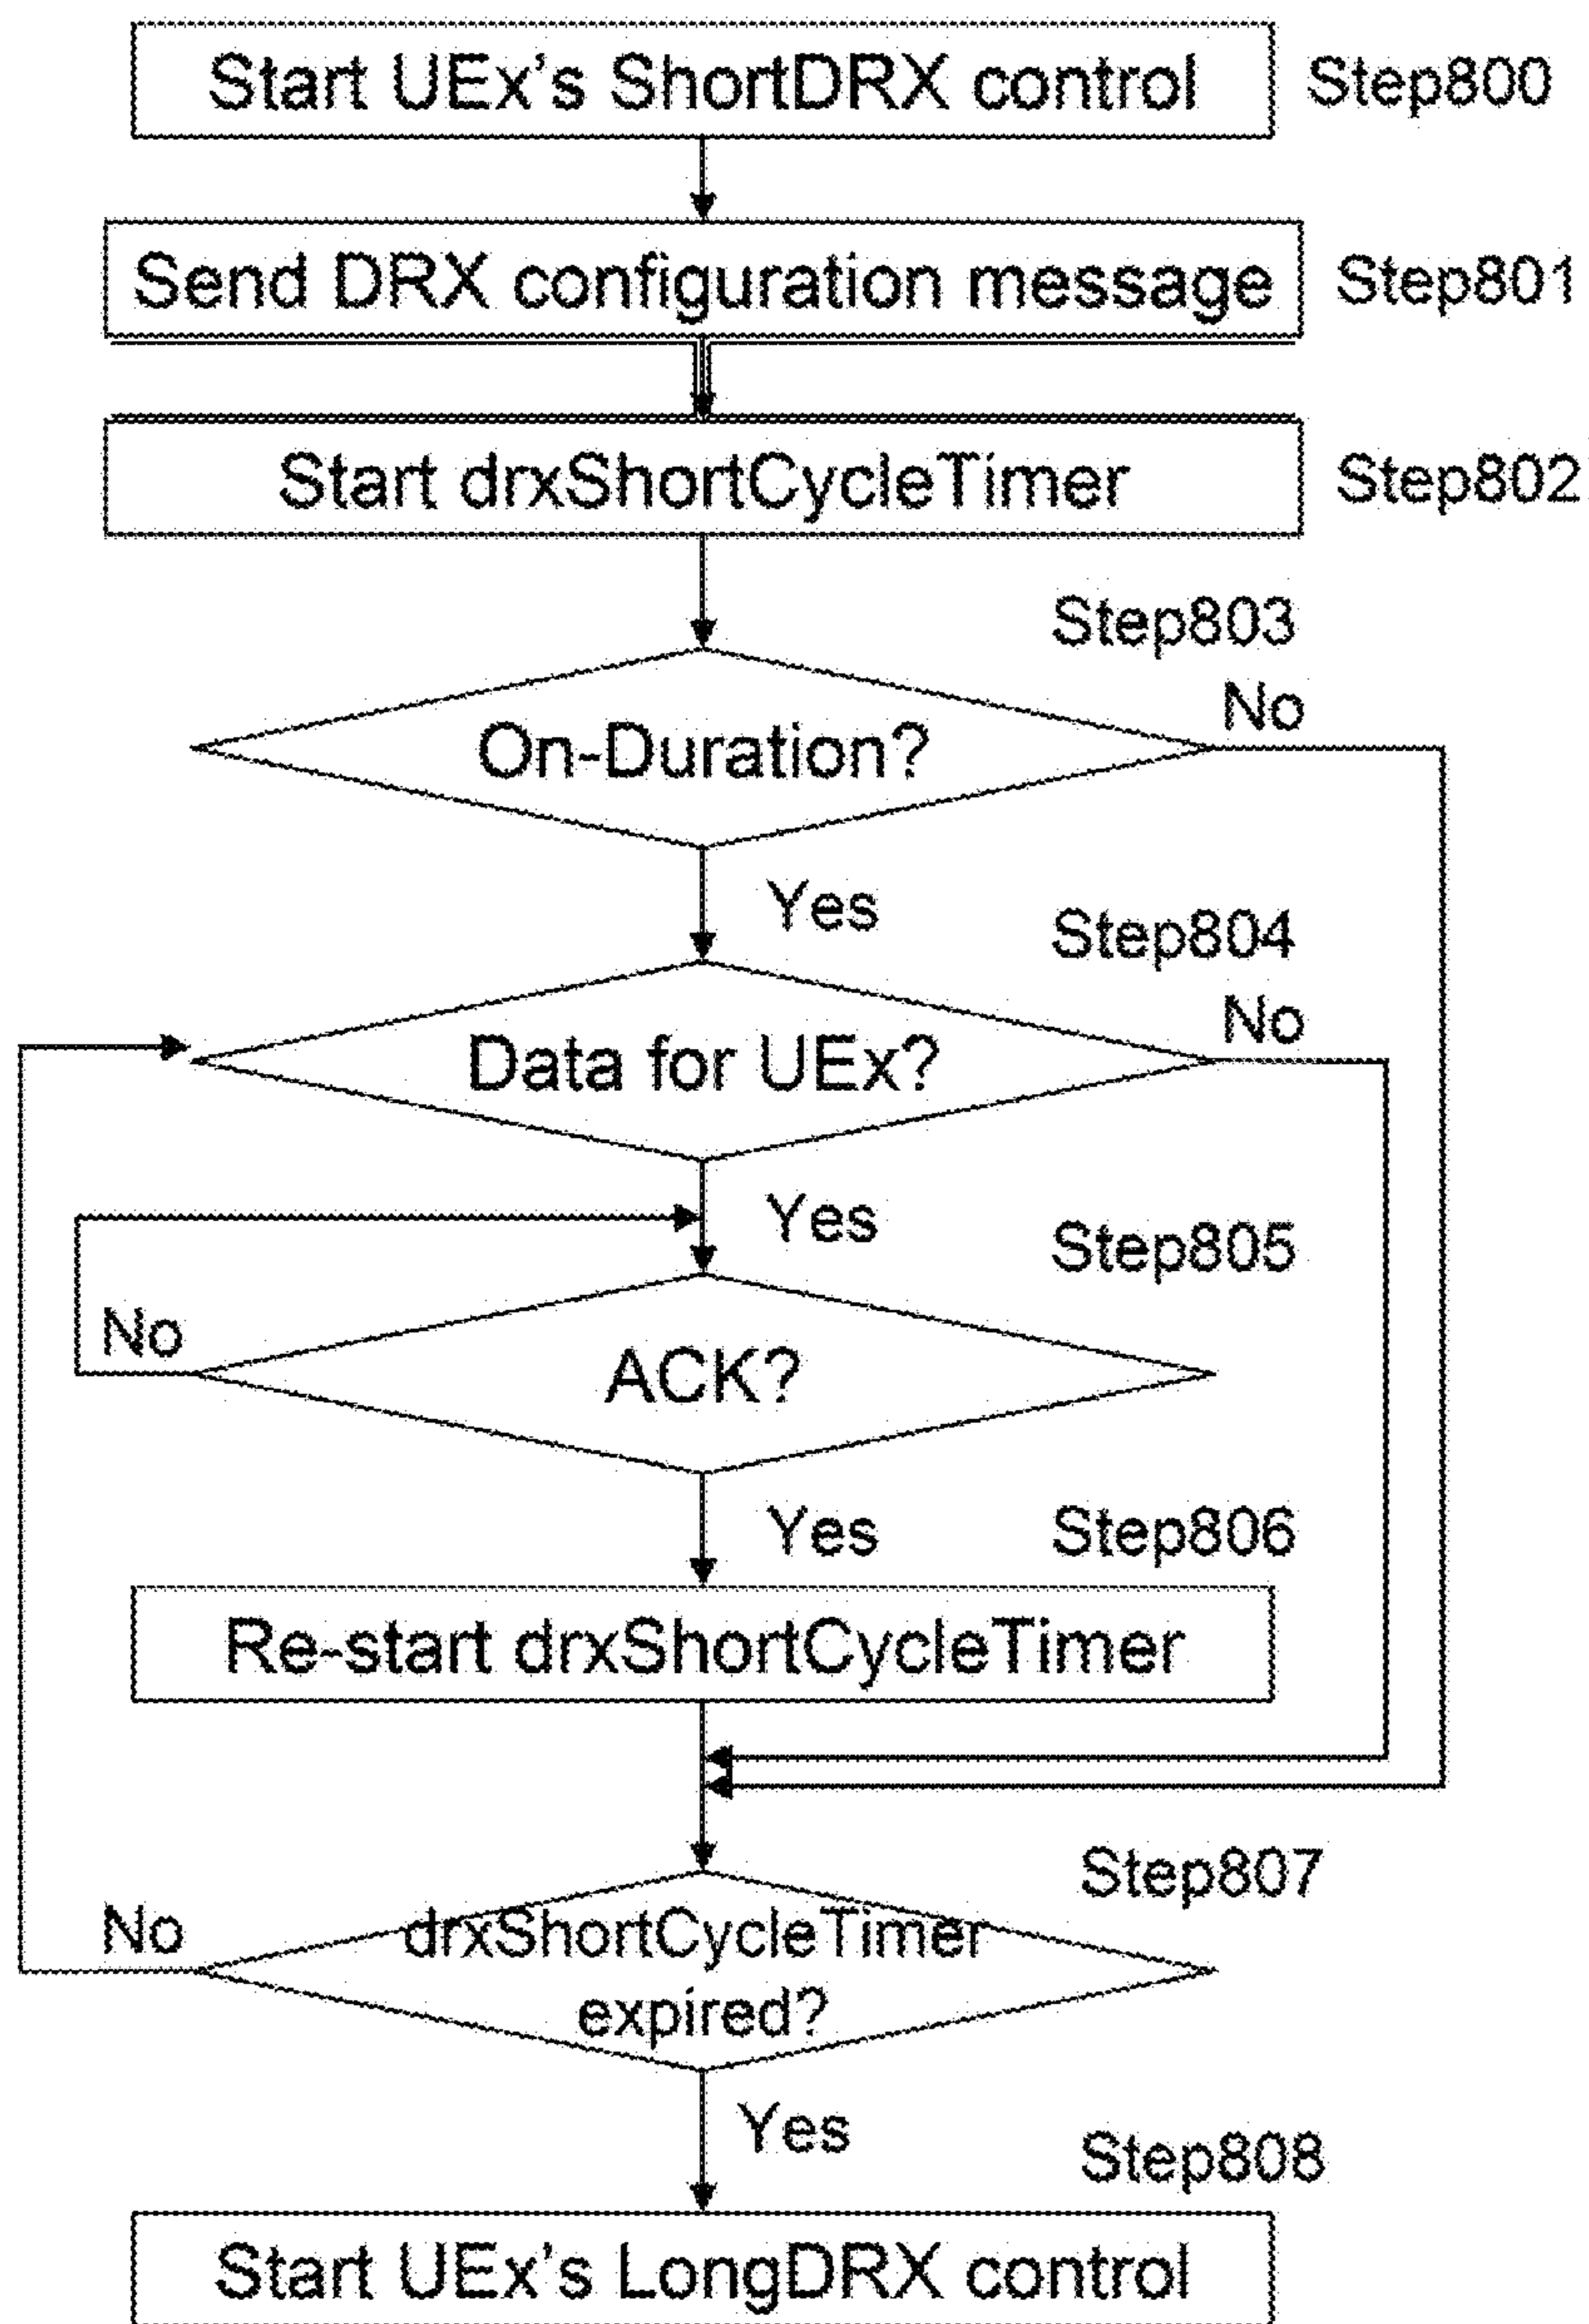 Start UEx's ShortDRX control Step800
Send DRX configuration message Step801
Start drxShortCycleTimer Step802
Step803
No
On-Duration?
Yes
Step804
No
Data for UEx?
Yes
Step805
No
ACK?
Yes
Step806
Re-start drxShortCycleTimer
Step807
No
drxShortCycleTimer
expired?
Yes
Step808
Start UEx's LongDRX control